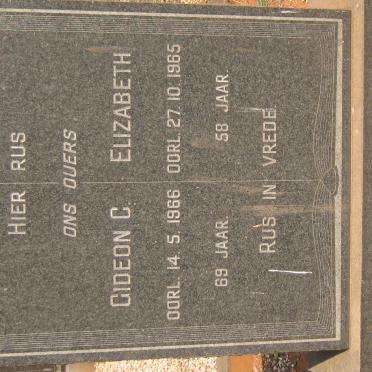 HIER RUS
ONS OUERS
GIDEON C. ELIZABETH
OORL. 14. 5. 1966 OORL. 27. 10. 1965
69 JAAR. 58 JAAR.
RUS IN VREDE.